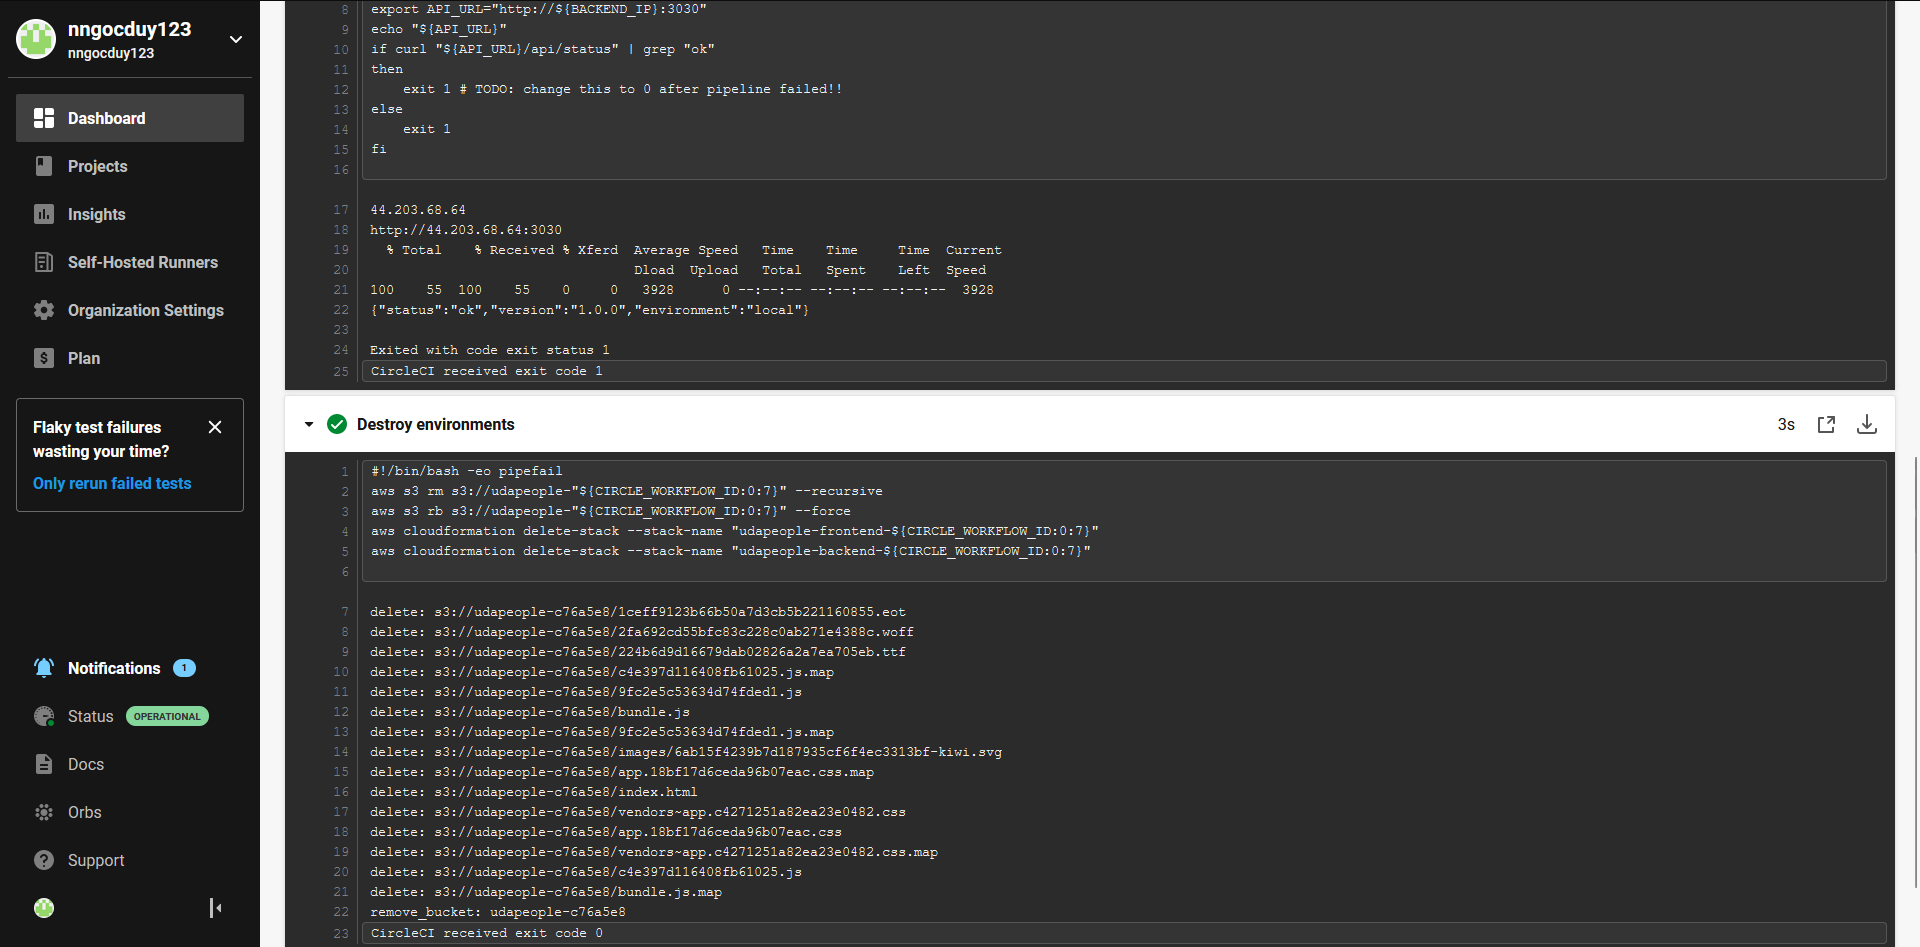 nngocduy123
nngocduy123
Dashboard
Projects
Insights
Self-Hosted Runners
Organization Settings
Plan
Flaky test failures
wasting your time?
Only rerun failed tests
Notifications 1
Status OPERATIONAL
Docs
Orbs
Support
8 export API_URL="http://${BACKEND_IP}:3030"
9 echo "${API_URL}"
10 if curl "${API_URL}/api/status" | grep "ok"
11 then
12     exit 1 # TODO: change this to 0 after pipeline failed!!
13 else
14     exit 1
15 fi
16
17 44.203.68.64
18 http://44.203.68.64:3030
19   % Total    % Received % Xferd  Average Speed   Time    Time     Time  Current
20                                  Dload  Upload   Total   Spent    Left  Speed
21 100    55  100    55    0     0   3928      0 --:--:-- --:--:-- --:--:--  3928
22 {"status":"ok","version":"1.0.0","environment":"local"}
23
24 Exited with code exit status 1
25 CircleCI received exit code 1
Destroy environments 3s
1 #!/bin/bash -eo pipefail
2 aws s3 rm s3://udapeople-"${CIRCLE_WORKFLOW_ID:0:7}" --recursive
3 aws s3 rb s3://udapeople-"${CIRCLE_WORKFLOW_ID:0:7}" --force
4 aws cloudformation delete-stack --stack-name "udapeople-frontend-${CIRCLE_WORKFLOW_ID:0:7}"
5 aws cloudformation delete-stack --stack-name "udapeople-backend-${CIRCLE_WORKFLOW_ID:0:7}"
6
7 delete: s3://udapeople-c76a5e8/1ceff9123b66b50a7d3cb5b221160855.eot
8 delete: s3://udapeople-c76a5e8/2fa692cd55bfc83c228c0ab271e4388c.woff
9 delete: s3://udapeople-c76a5e8/224b6d9d16679dab02826a2a7ea705eb.ttf
10 delete: s3://udapeople-c76a5e8/c4e397d116408fb61025.js.map
11 delete: s3://udapeople-c76a5e8/9fc2e5c53634d74fded1.js
12 delete: s3://udapeople-c76a5e8/bundle.js
13 delete: s3://udapeople-c76a5e8/9fc2e5c53634d74fded1.js.map
14 delete: s3://udapeople-c76a5e8/images/6ab15f4239b7d187935cf6f4ec3313bf-kiwi.svg
15 delete: s3://udapeople-c76a5e8/app.18bf17d6ceda96b07eac.css.map
16 delete: s3://udapeople-c76a5e8/index.html
17 delete: s3://udapeople-c76a5e8/vendors~app.c4271251a82ea23e0482.css
18 delete: s3://udapeople-c76a5e8/app.18bf17d6ceda96b07eac.css
19 delete: s3://udapeople-c76a5e8/vendors~app.c4271251a82ea23e0482.css.map
20 delete: s3://udapeople-c76a5e8/c4e397d116408fb61025.js
21 delete: s3://udapeople-c76a5e8/bundle.js.map
22 remove_bucket: udapeople-c76a5e8
23 CircleCI received exit code 0